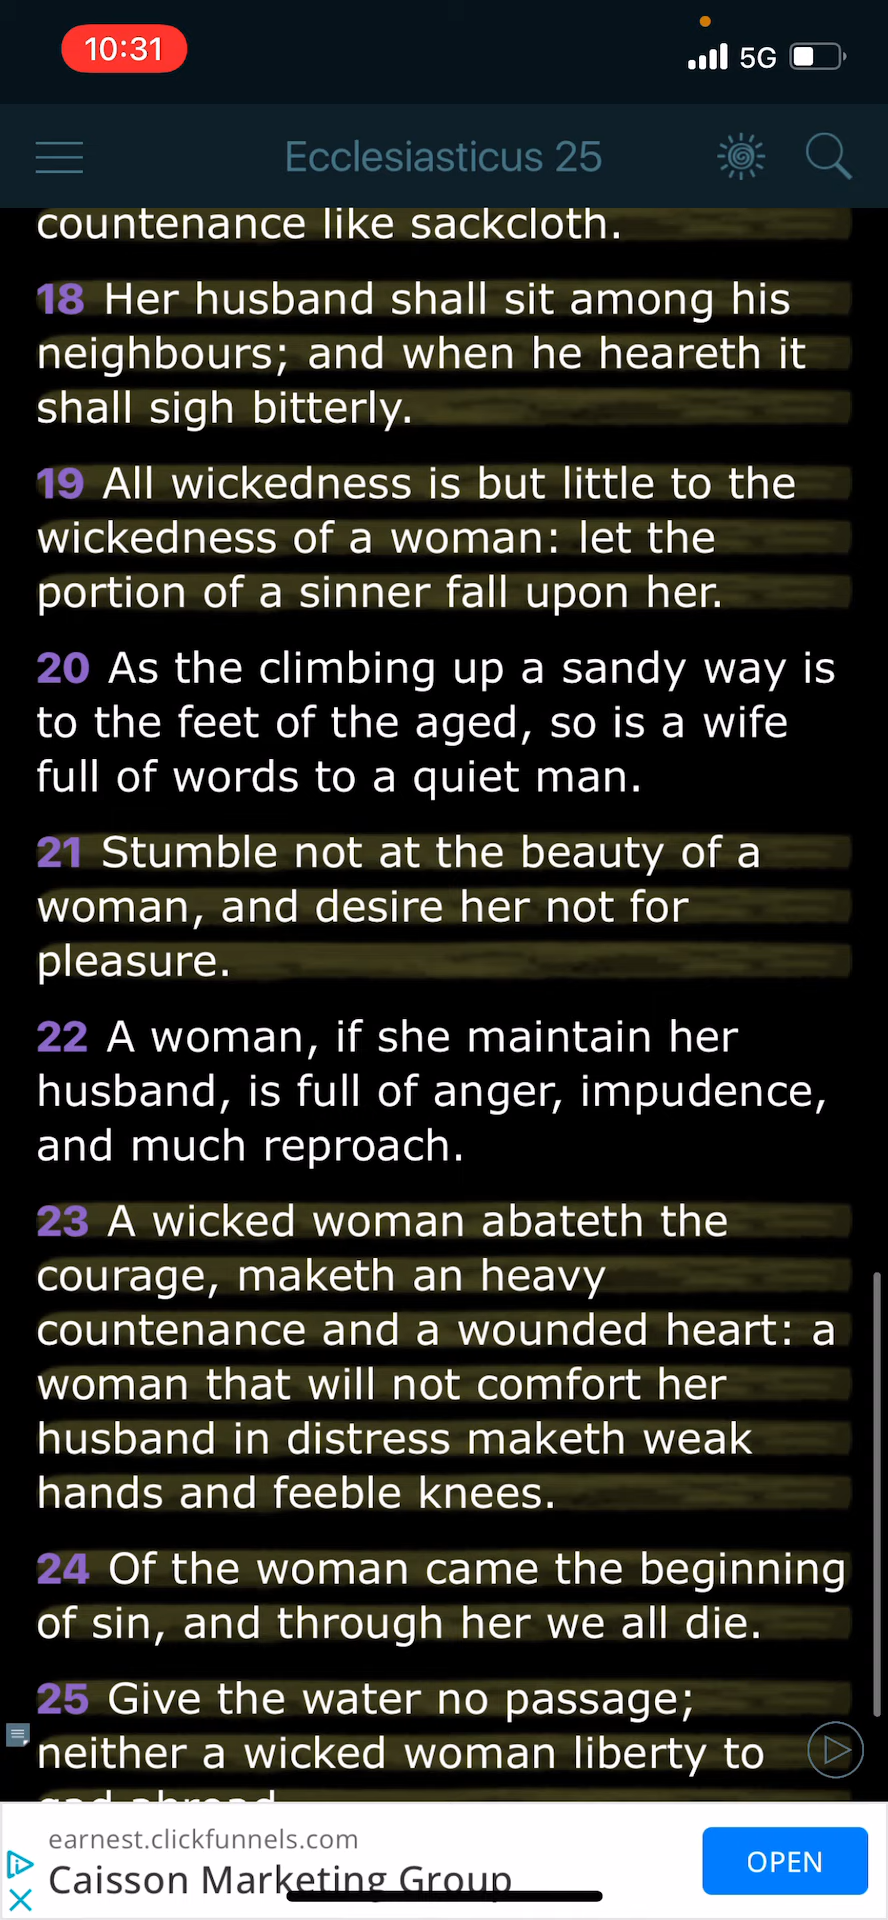 10:31
5G
Ecclesiasticus 25
countenance like sackcloth.
18 Her husband shall sit among his
neighbours; and when he heareth it
shall sigh bitterly.
19 All wickedness is but little to the
wickedness of a woman: let the
portion of a sinner fall upon her.
20 As the climbing up a sandy way is
to the feet of the aged, so is a wife
full of words to a quiet man.
21 Stumble not at the beauty of a
woman, and desire her not for
pleasure.
22 A woman, if she maintain her
husband, is full of anger, impudence,
and much reproach.
23 A wicked woman abateth the
courage, maketh an heavy
countenance and a wounded heart: a
woman that will not comfort her
husband in distress maketh weak
hands and feeble knees.
24 Of the woman came the beginning
of sin, and through her we all die.
25 Give the water no passage;
neither a wicked woman liberty to
gad abroad
earnest.clickfunnels.com
Caisson Marketing Group
OPEN